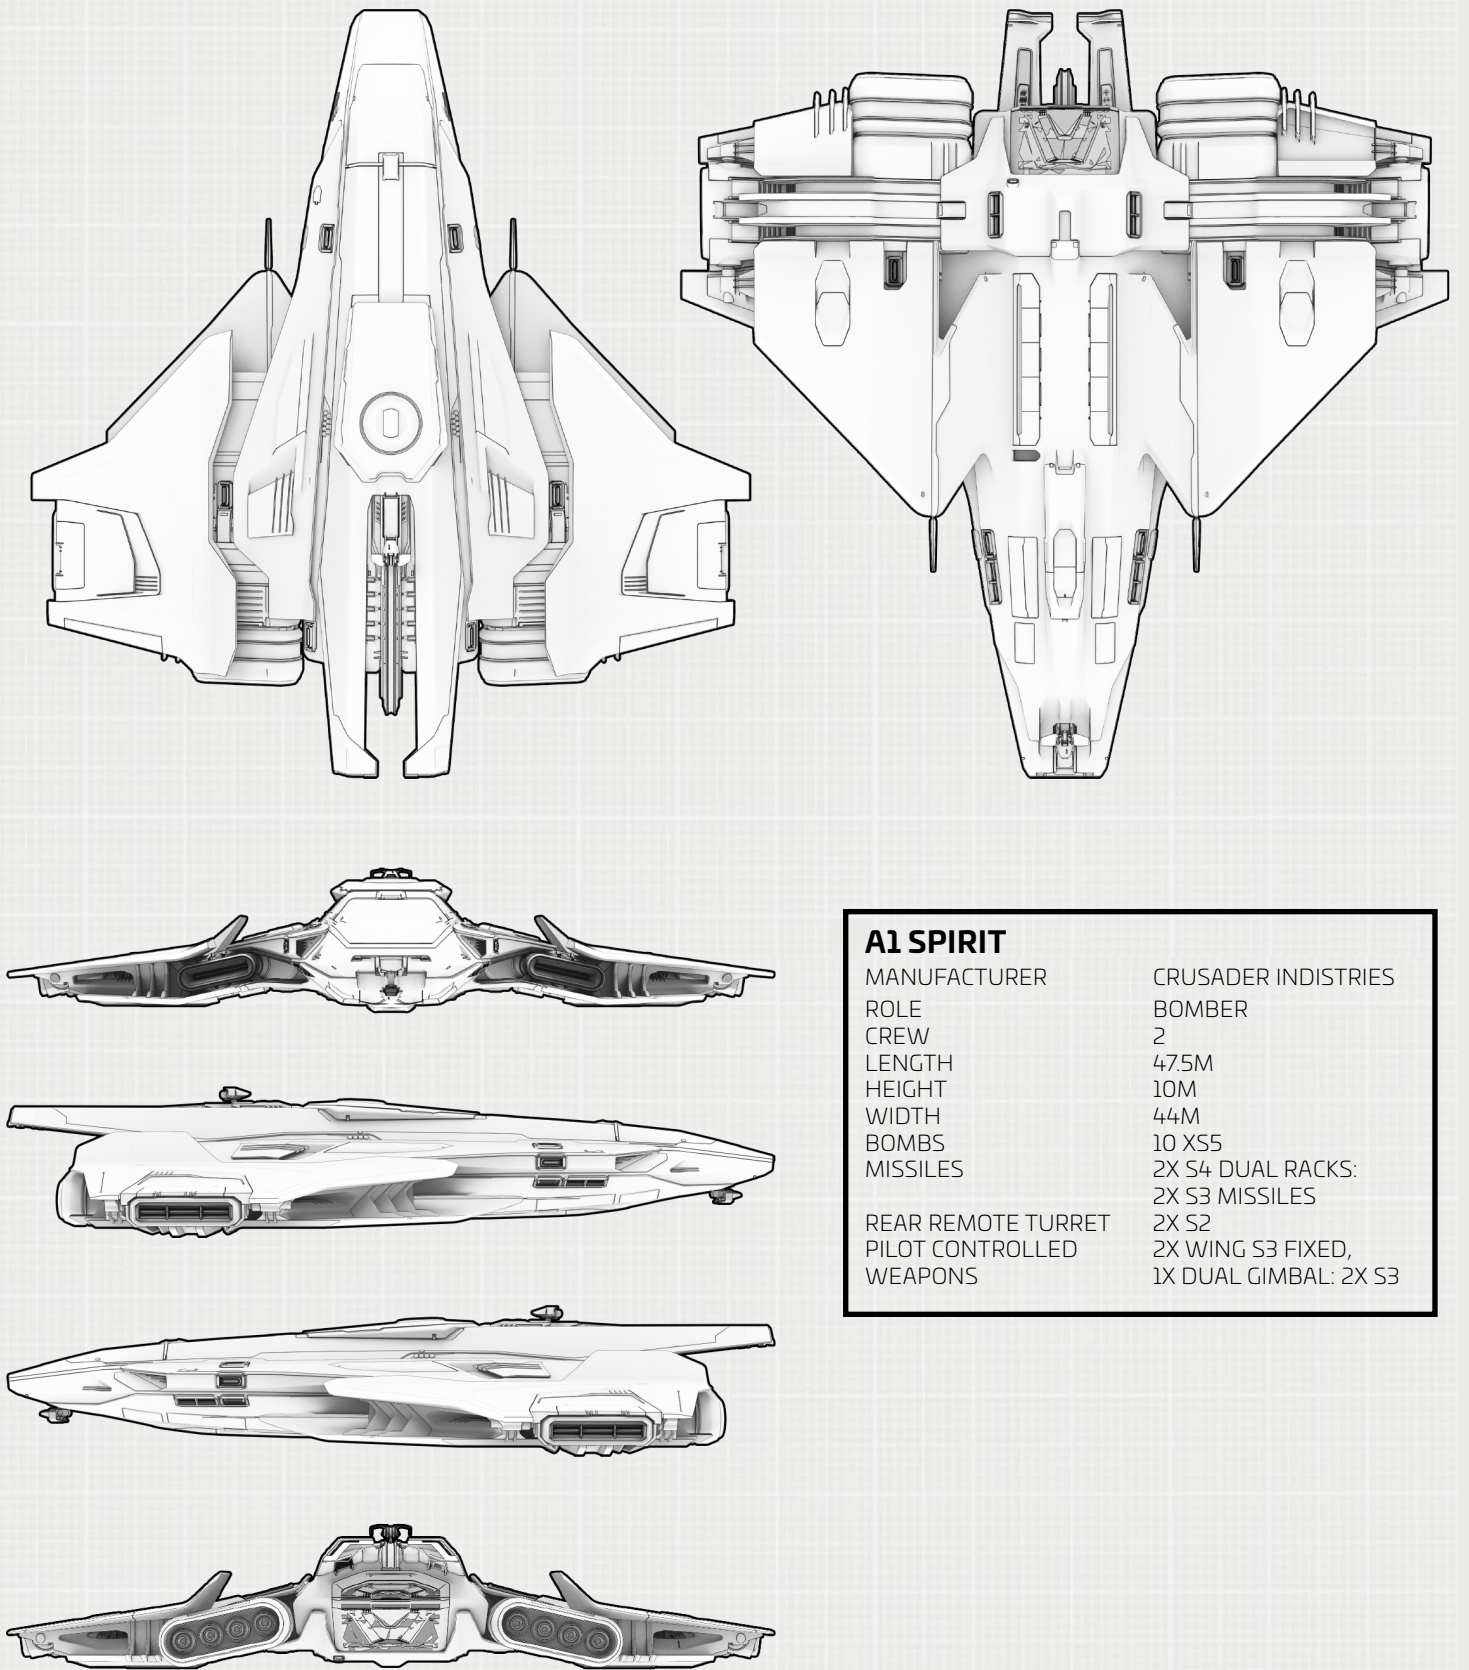 A1 SPIRIT
MANUFACTURER CRUSADER INDISTRIES
ROLE BOMBER
CREW 2
LENGTH 47.5M
HEIGHT 10M
WIDTH 44M
BOMBS 10 XS5
MISSILES 2X S4 DUAL RACKS:
2X S3 MISSILES
REAR REMOTE TURRET 2X S2
PILOT CONTROLLED 2X WING S3 FIXED,
WEAPONS 1X DUAL GIMBAL: 2X S3